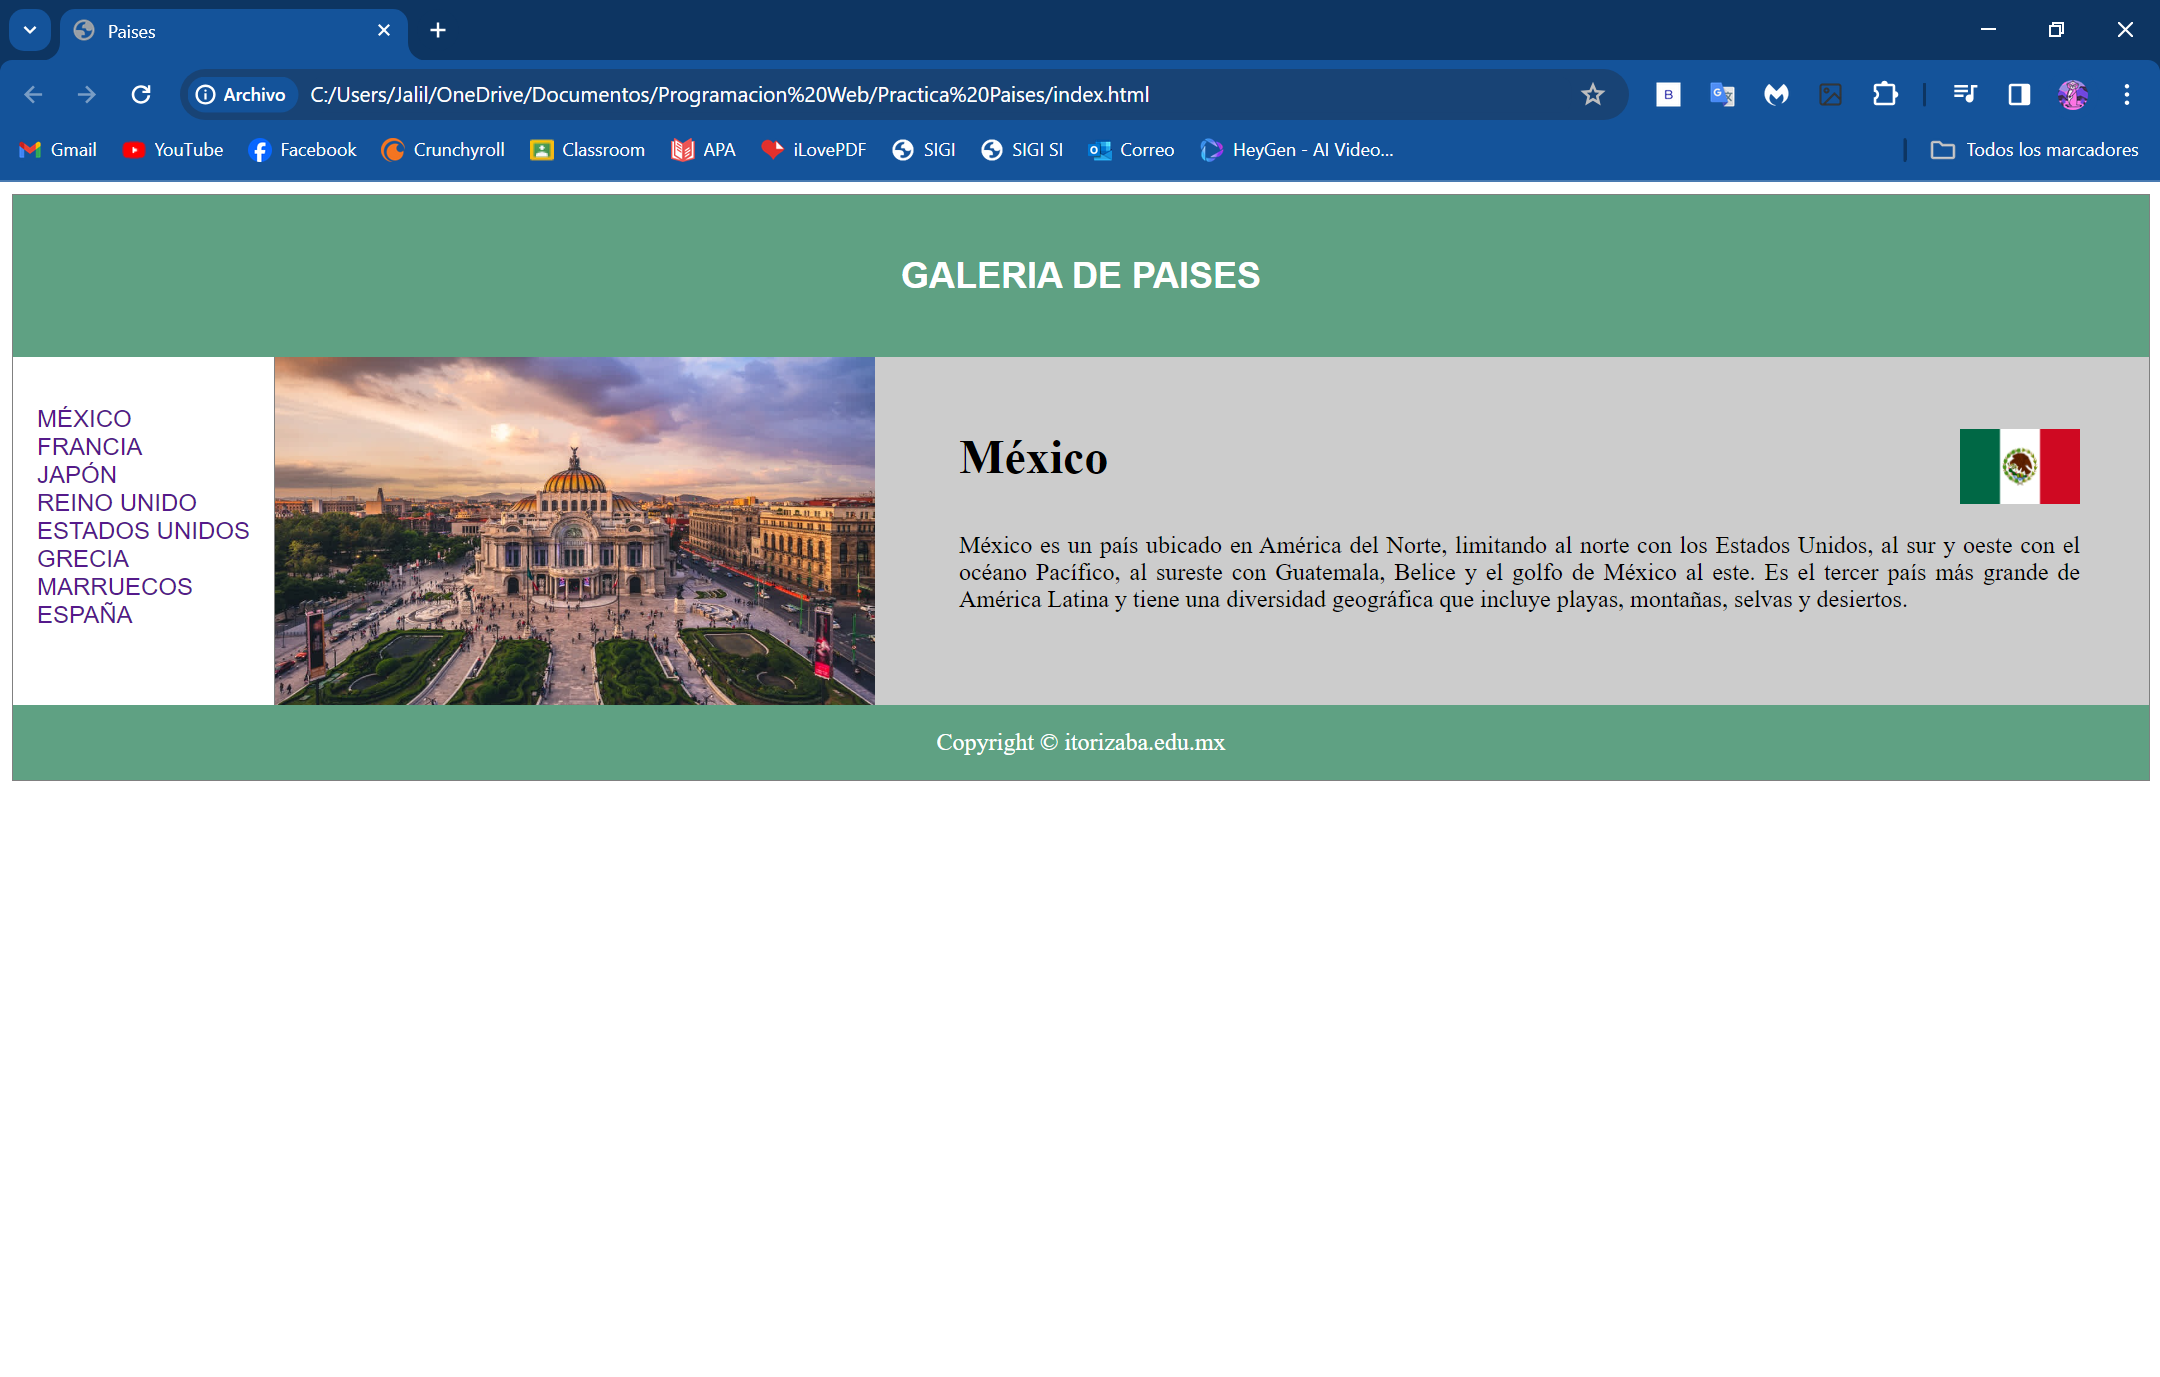 Paises
Archivo C:/Users/Jalil/OneDrive/Documentos/Programacion%20Web/Practica%20Paises/index.html
B
G
Gmail YouTube Facebook Crunchyroll Classroom APA iLovePDF SIGI SIGI SI Correo HeyGen - AI Video... Todos los marcadores
GALERIA DE PAISES
MÉXICO
FRANCIA
JAPÓN
REINO UNIDO
ESTADOS UNIDOS
GRECIA
MARRUECOS
ESPAÑA
México
México es un país ubicado en América del Norte, limitando al norte con los Estados Unidos, al sur y oeste con el
océano Pacífico, al sureste con Guatemala, Belice y el golfo de México al este. Es el tercer país más grande de
América Latina y tiene una diversidad geográfica que incluye playas, montañas, selvas y desiertos.
Copyright © itorizaba.edu.mx